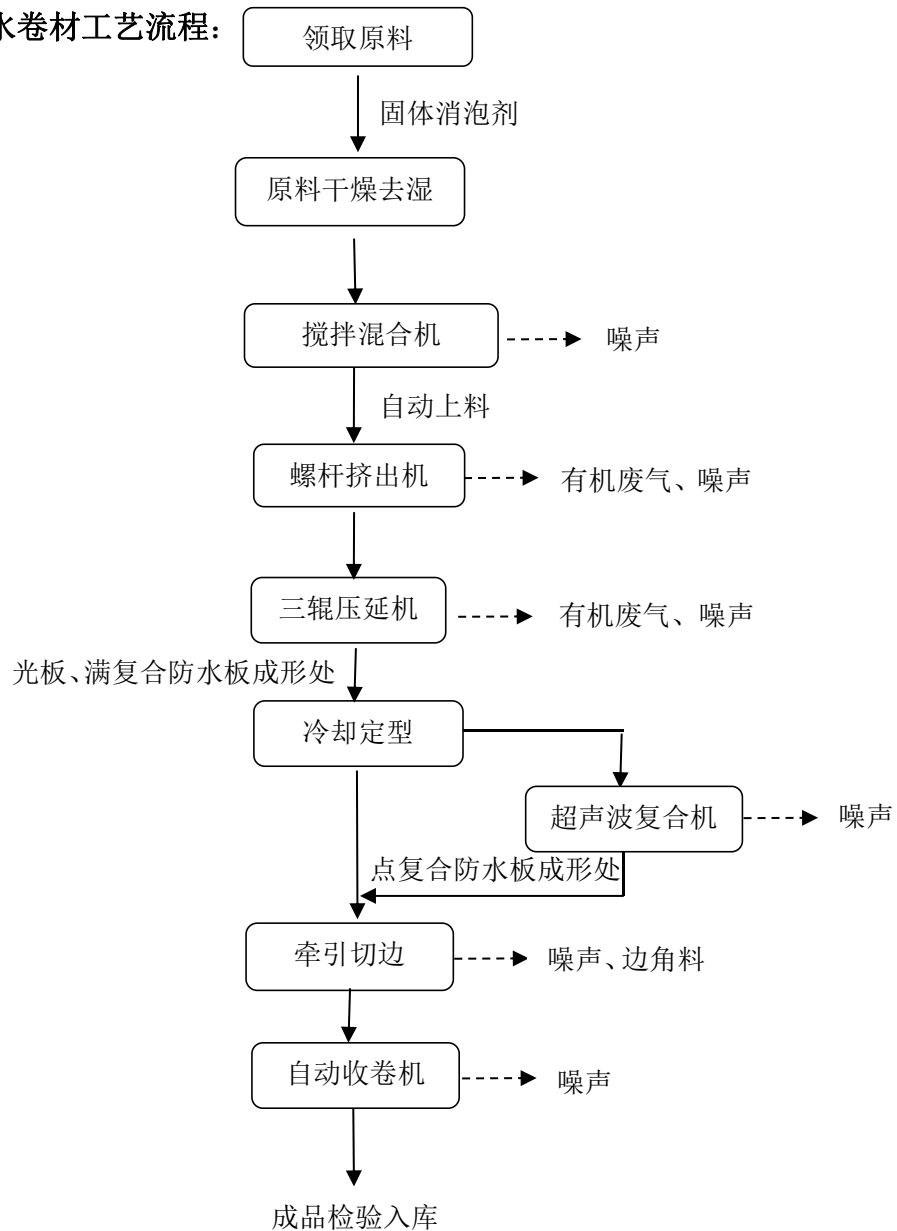 水卷材工艺流程：
领取原料
固体消泡剂
原料干燥去湿
搅拌混合机
噪声
自动上料
螺杆挤出机
有机废气、噪声
三辊压延机
有机废气、噪声
光板、满复合防水板成形处
冷却定型
超声波复合机
噪声
点复合防水板成形处
牵引切边
噪声、边角料
自动收卷机
噪声
成品检验入库